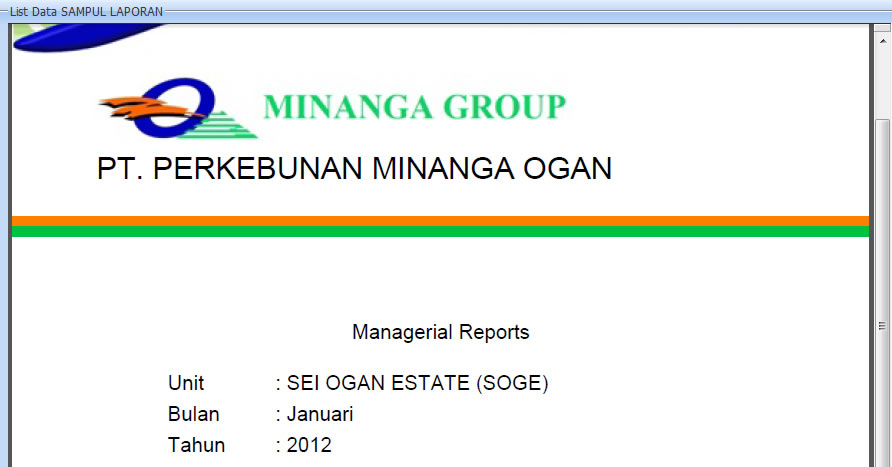 List Data SAMPUL LAPORAN
MINANGA GROUP
PT. PERKEBUNAN MINANGA OGAN
Managerial Reports
Unit : SEI OGAN ESTATE (SOGE)
Bulan : Januari
Tahun : 2012